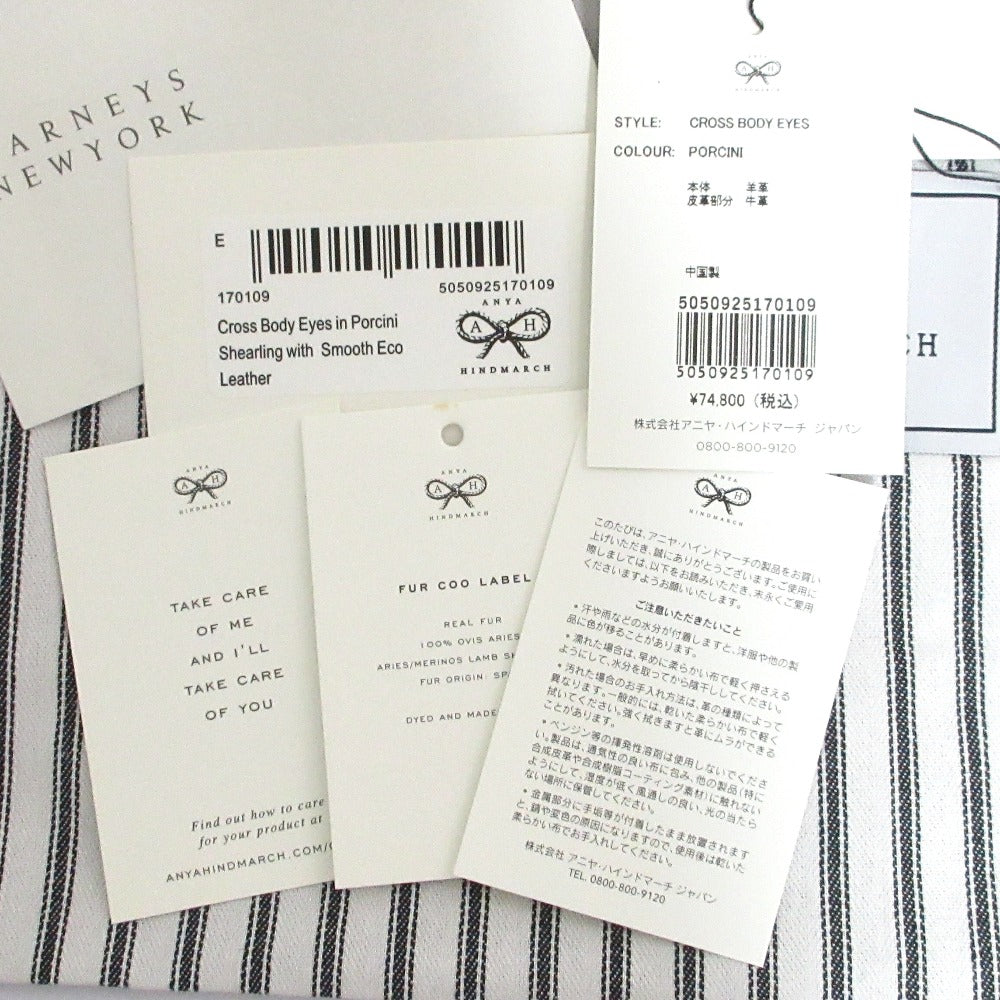 NEWYORK
E
170109
5050925170109
Cross Body Eyes in Porcini
Shearling with Smooth Eco
Leather
ANYA
A H
HINDMARCH
A H
STYLE: CROSS BODY EYES
COLOUR: PORCINI
本体 羊革
皮革部分 牛革
中国製
5050925170109
5050925170109
¥74,800 (税込)
株式会社アニヤ・ハインドマーチ ジャパン
0800-800-9120
CH
ANYA
A H
HINDMARCH
TAKE CARE
OF ME
AND I'LL
TAKE CARE
OF YOU
Find out how to care
for your product at
ANYAHINDMARCH.COM/
ANYA
A H
HINDMARCH
FUR COO LABEL
REAL FUR
100% OVIS ARIES
ARIES/MERINOS LAMB
FUR ORIGIN:
DYED AND MADE
A H
HINDMARCH
このたびは、アニヤ・ハインドマーチの製品をお買い
上げいただき、誠にありがとうございます。ご使用に
際しましては、以下をお読みいただき、末永くご愛用
くださいますようお願いいたします。
ご注意いただきたいこと
• 汗や雨などの水分が付着しますと、洋服や他の製
品に色が移ることがあります。
• 濡れた場合は、早めに柔らかい布で軽く押さえる
ようにして、水分を取ってから陰干ししてください。
• 汚れた場合のお手入れ方法は、革の種類によって
異なります。一般的には、乾いた柔らかい布で軽く
拭いてください。強く拭きますと革にムラができる
ことがあります。
• ベンジン等の揮発性溶剤は使用しないでくださ
い。製品は、通気性の良い布に包み、他の製品（特に
合成皮革や合成樹脂コーティング素材）に触れない
ようにして、湿度が低く風通しの良い、光の当たら
ない場所に保管してください。
• 金属部分に手垢等が付着したまま放置されます
と、錆や変色の原因になりますので、使用後は乾いた
柔らかい布でお手入れしてください。
株式会社 アニヤ・ハインドマーチ ジャパン
TEL. 0800-800-9120